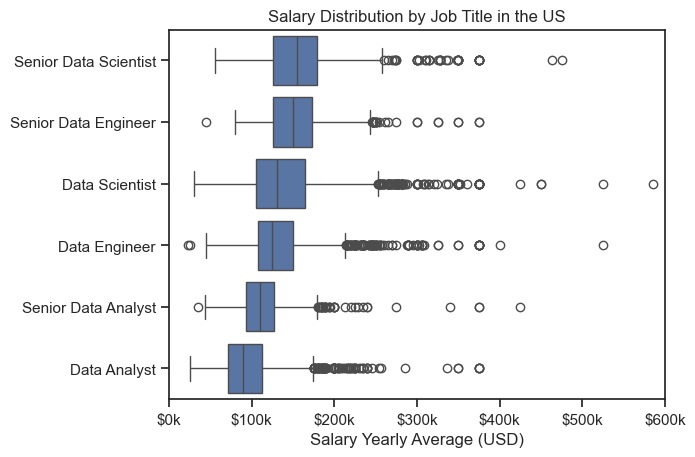 Salary Distribution by Job Title in the US
Senior Data Scientist
Senior Data Engineer
Data Scientist
Data Engineer
Senior Data Analyst
Data Analyst
$0k $100k $200k $300k $400k $500k $600k
Salary Yearly Average (USD)